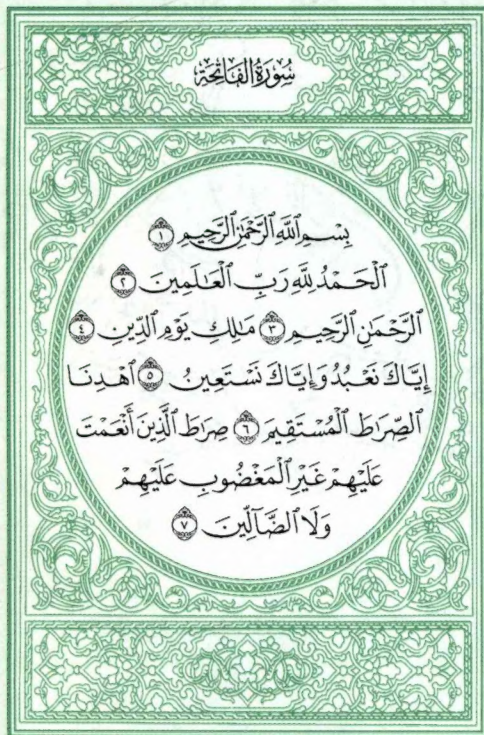 سُورَةُ الْفَاتِحَةِ
بِسْمِ ٱللَّهِ ٱلرَّحْمَٰنِ ٱلرَّحِيمِ ١
ٱلْحَمْدُ لِلَّهِ رَبِّ ٱلْعَٰلَمِينَ ٢
ٱلرَّحْمَٰنِ ٱلرَّحِيمِ ٣ مَٰلِكِ يَوْمِ ٱلدِّينِ ٤
إِيَّاكَ نَعْبُدُ وَإِيَّاكَ نَسْتَعِينُ ٥ ٱهْدِنَا
ٱلصِّرَٰطَ ٱلْمُسْتَقِيمَ ٦ صِرَٰطَ ٱلَّذِينَ أَنْعَمْتَ
عَلَيْهِمْ غَيْرِ ٱلْمَغْضُوبِ عَلَيْهِمْ
وَلَا ٱلضَّآلِّينَ ٧